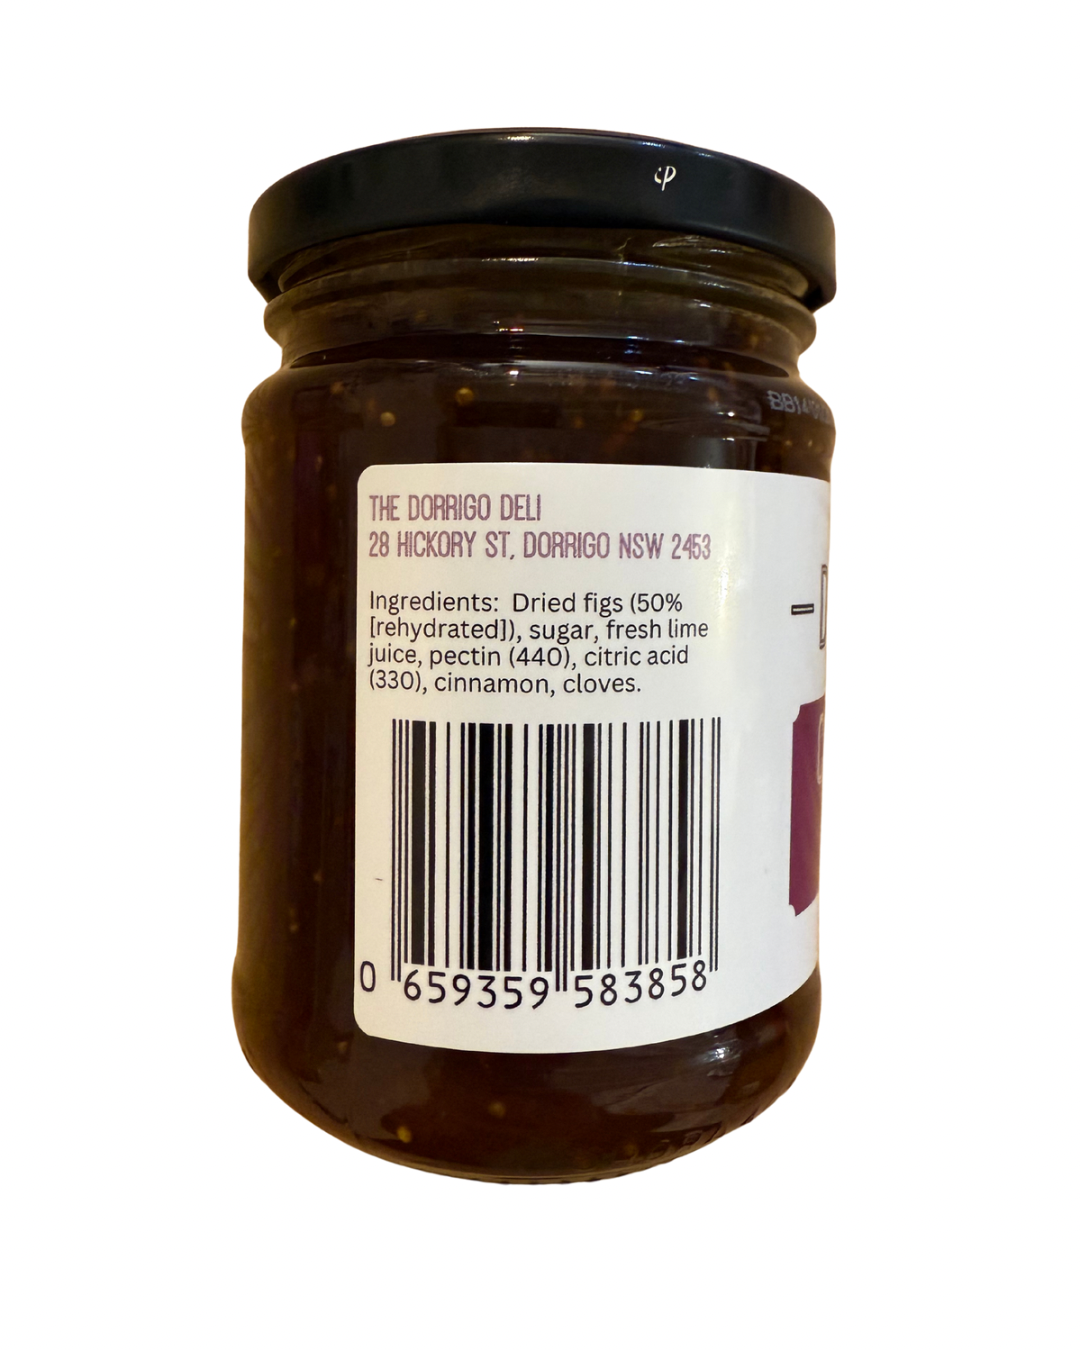 BB14
THE DORRIGO DELI
28 HICKORY ST, DORRIGO NSW 2453
Ingredients:  Dried figs (50%
[rehydrated]), sugar, fresh lime
juice, pectin (440), citric acid
(330), cinnamon, cloves.
0 659359 583858